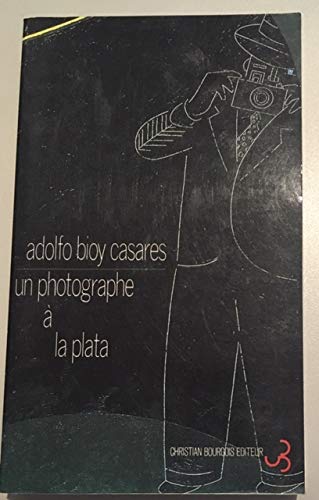 adolfo bioy casares
un photographe
à
la plata
CHRISTIAN BOURGOIS EDITEUR